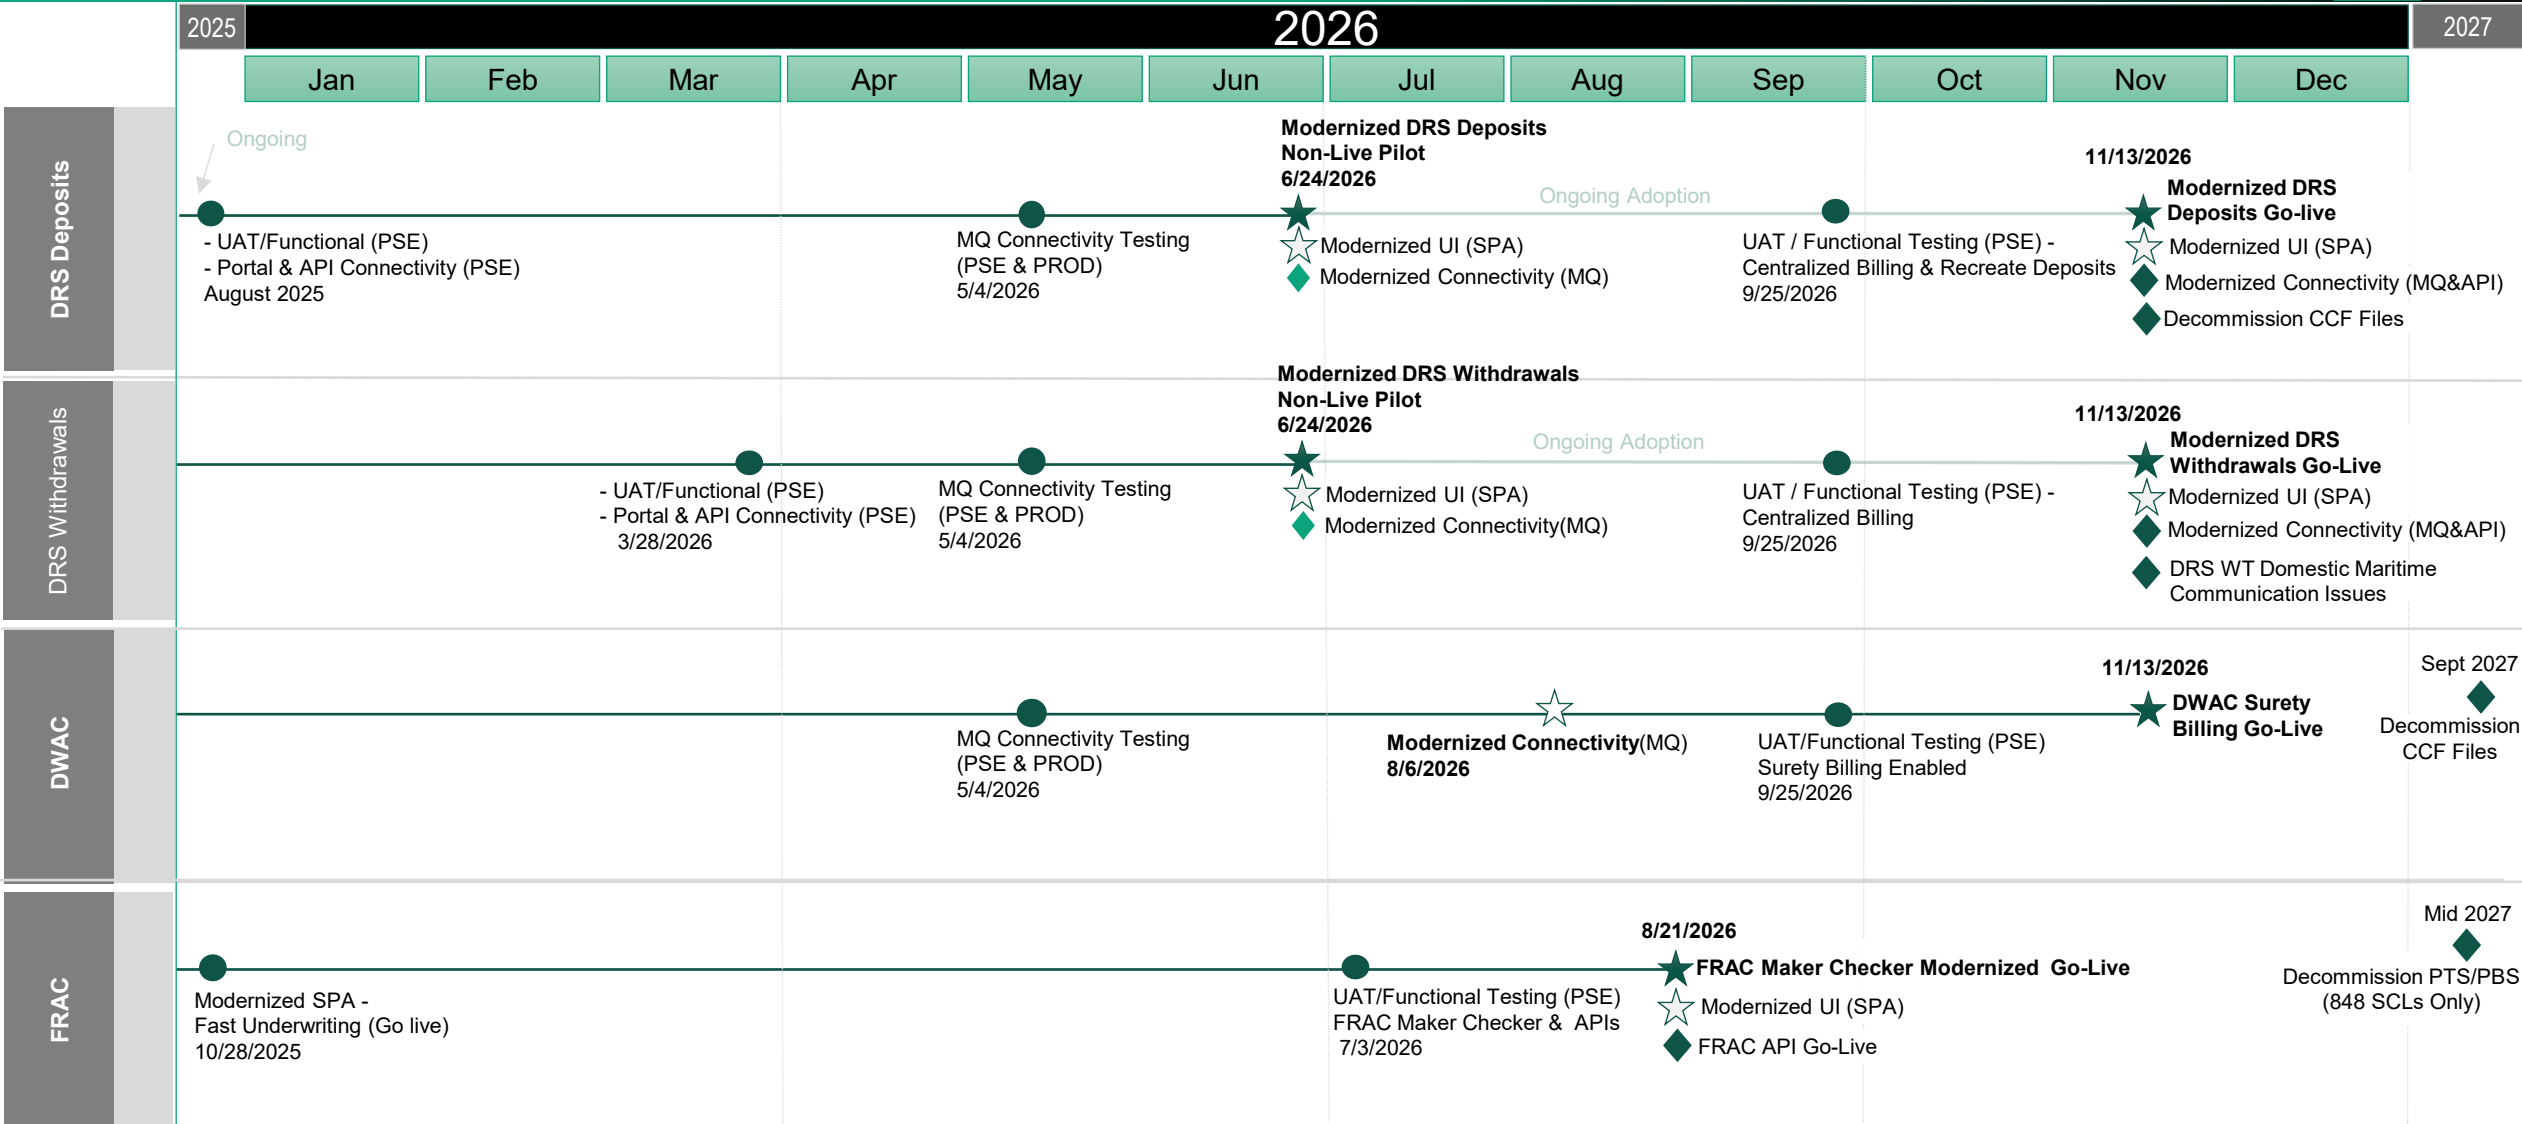 2025
2026
2027
Jan
Feb
Mar
Apr
May
Jun
Jul
Aug
Sep
Oct
Nov
Dec
DRS Deposits
Ongoing
- UAT/Functional (PSE)
- Portal & API Connectivity (PSE)
August 2025
MQ Connectivity Testing
(PSE & PROD)
5/4/2026
Modernized DRS Deposits
Non-Live Pilot
6/24/2026
Modernized UI (SPA)
Modernized Connectivity (MQ)
Ongoing Adoption
UAT / Functional Testing (PSE) -
Centralized Billing & Recreate Deposits
9/25/2026
11/13/2026
Modernized DRS
Deposits Go-live
Modernized UI (SPA)
Modernized Connectivity (MQ&API)
Decommission CCF Files
DRS Withdrawals
- UAT/Functional (PSE)
- Portal & API Connectivity (PSE)
3/28/2026
MQ Connectivity Testing
(PSE & PROD)
5/4/2026
Modernized DRS Withdrawals
Non-Live Pilot
6/24/2026
Modernized UI (SPA)
Modernized Connectivity(MQ)
Ongoing Adoption
UAT / Functional Testing (PSE) -
Centralized Billing
9/25/2026
11/13/2026
Modernized DRS
Withdrawals Go-Live
Modernized UI (SPA)
Modernized Connectivity (MQ&API)
DRS WT Domestic Maritime
Communication Issues
DWAC
MQ Connectivity Testing
(PSE & PROD)
5/4/2026
Modernized Connectivity(MQ)
8/6/2026
UAT/Functional Testing (PSE)
Surety Billing Enabled
9/25/2026
11/13/2026
DWAC Surety
Billing Go-Live
Sept 2027
Decommission
CCF Files
FRAC
Modernized SPA -
Fast Underwriting (Go live)
10/28/2025
UAT/Functional Testing (PSE)
FRAC Maker Checker & APIs
7/3/2026
8/21/2026
FRAC Maker Checker Modernized Go-Live
Modernized UI (SPA)
FRAC API Go-Live
Mid 2027
Decommission PTS/PBS
(848 SCLs Only)